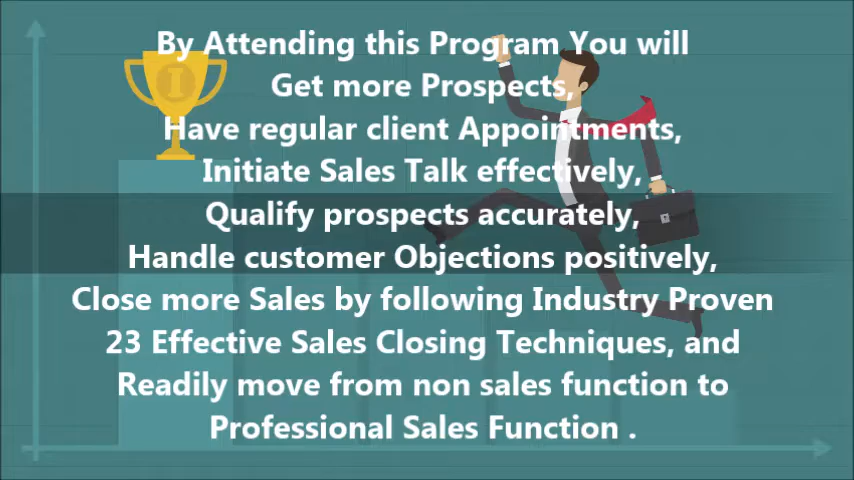 By Attending this Program You will
Get more Prospects,
Have regular client Appointments,
Initiate Sales Talk effectively,
Qualify prospects accurately,
Handle customer Objections positively,
Close more Sales by following Industry Proven
23 Effective Sales Closing Techniques, and
Readily move from non sales function to
Professional Sales Function .